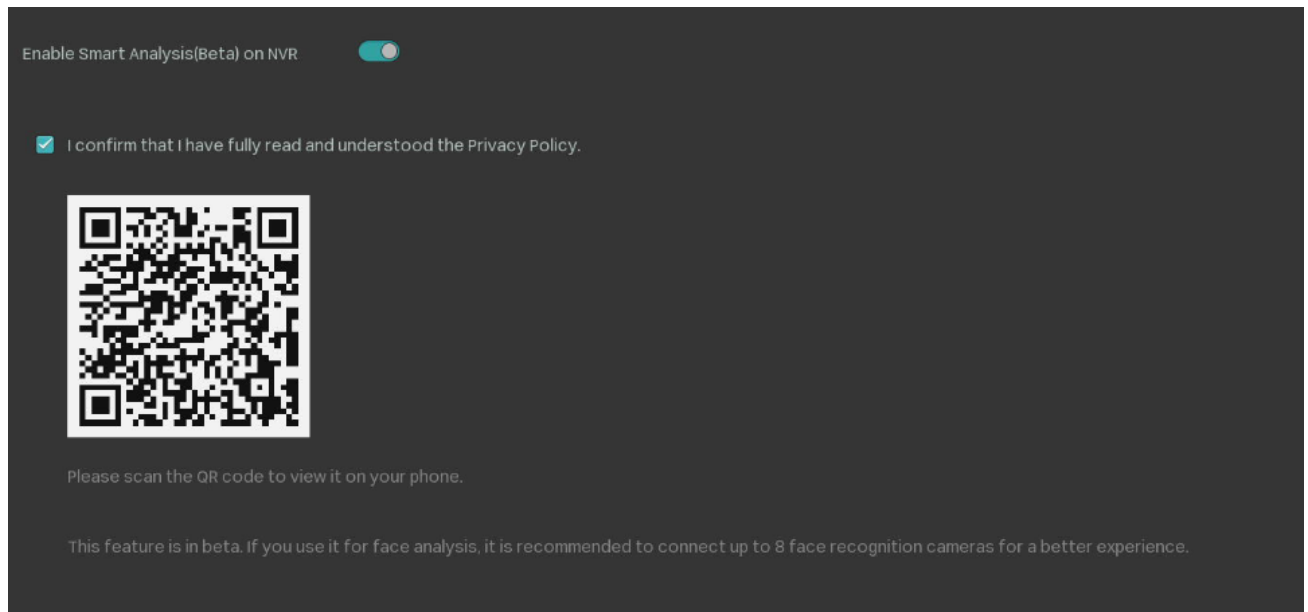 Enable Smart Analysis(Beta) on NVR
I confirm that I have fully read and understood the Privacy Policy.
Please scan the QR code to view it on your phone.
This feature is in beta. If you use it for face analysis, it is recommended to connect up to 8 face recognition cameras for a better experience.